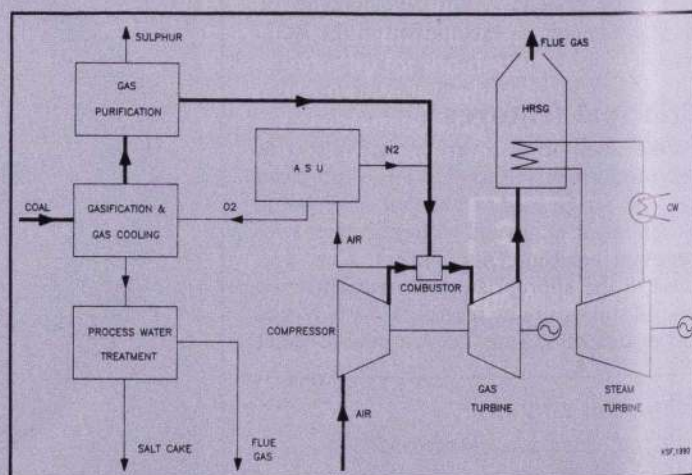 SULPHUR
GAS
PURIFICATION
FLUE GAS
HRSG
A S U
N2
COAL
GASIFICATION &
GAS COOLING
O2
AIR
CW
COMBUSTOR
COMPRESSOR
PROCESS WATER
TREATMENT
GAS
TURBINE
STEAM
TURBINE
AIR
SALT CAKE
FLUE
GAS